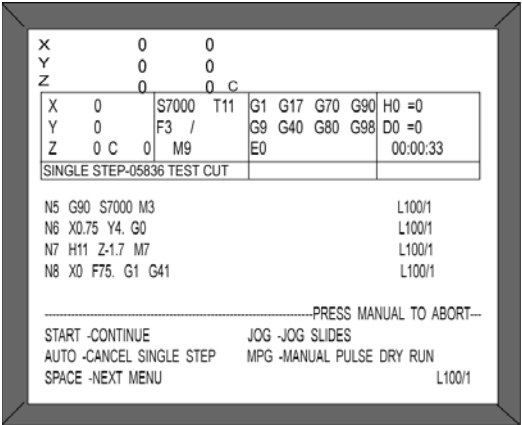 X 0 0
Y 0 0
Z 0 0 C
X 0 S7000 T11 G1 G17 G70 G90 H0 =0
Y 0 F3 / G9 G40 G80 G98 D0 =0
Z 0 C 0 M9 E0 00:00:33
SINGLE STEP-05836 TEST CUT
N5 G90 S7000 M3 L100/1
N6 X0.75 Y4. G0 L100/1
N7 H11 Z-1.7 M7 L100/1
N8 X0 F75. G1 G41 L100/1
--------------------------------------------------PRESS MANUAL TO ABORT---
START -CONTINUE JOG -JOG SLIDES
AUTO -CANCEL SINGLE STEP MPG -MANUAL PULSE DRY RUN
SPACE -NEXT MENU L100/1